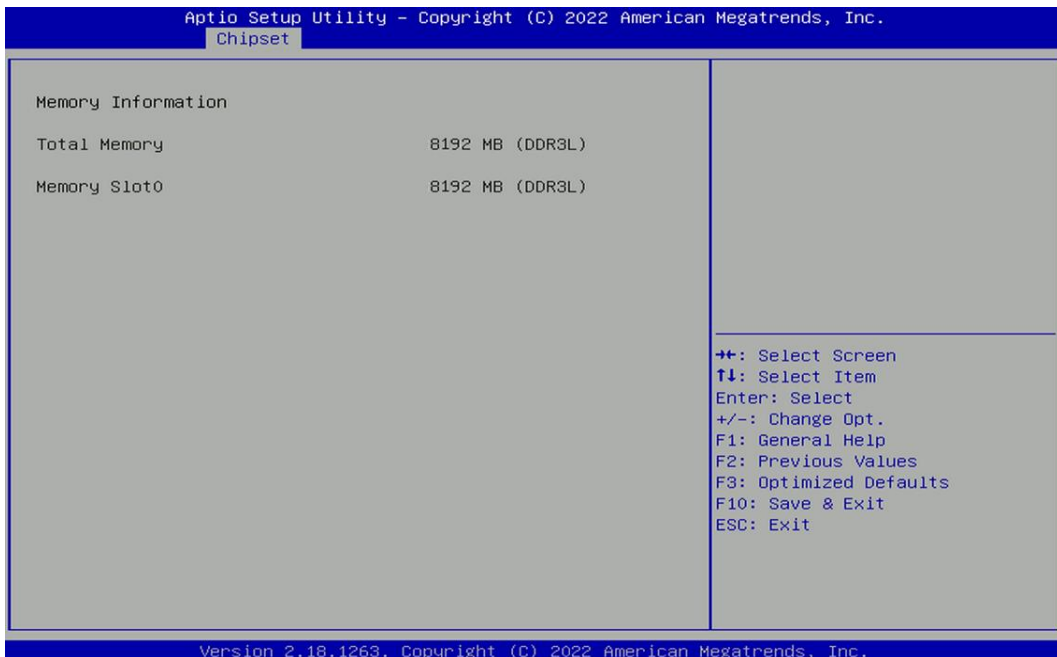 Aptio Setup Utility – Copyright (C) 2022 American Megatrends, Inc.
Chipset
Memory Information
Total Memory 8192 MB (DDR3L)
Memory Slot0 8192 MB (DDR3L)
→←: Select Screen
↑↓: Select Item
Enter: Select
+/-: Change Opt.
F1: General Help
F2: Previous Values
F3: Optimized Defaults
F10: Save & Exit
ESC: Exit
Version 2.18.1263. Copyright (C) 2022 American Megatrends, Inc.